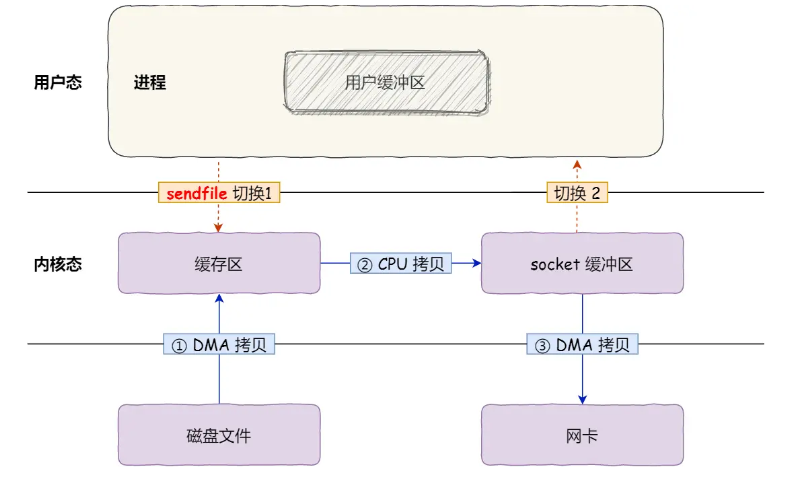 用户态
进程
用户缓冲区
sendfile 切换1
切换 2
内核态
缓存区
② CPU 拷贝
socket 缓冲区
① DMA 拷贝
③ DMA 拷贝
磁盘文件
网卡